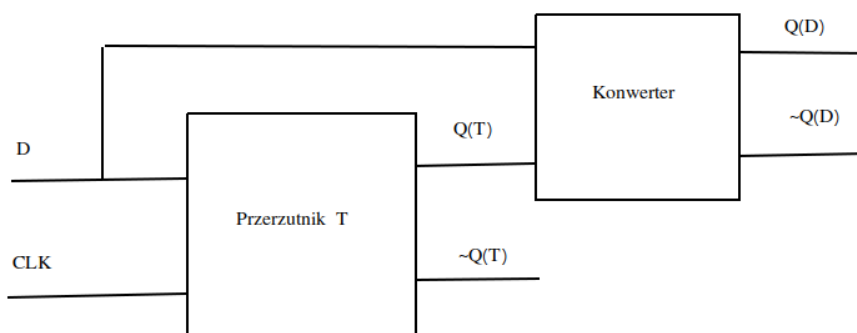 Q(D)
Konwerter
~Q(D)
Q(T)
D
Przerzutnik T
~Q(T)
CLK